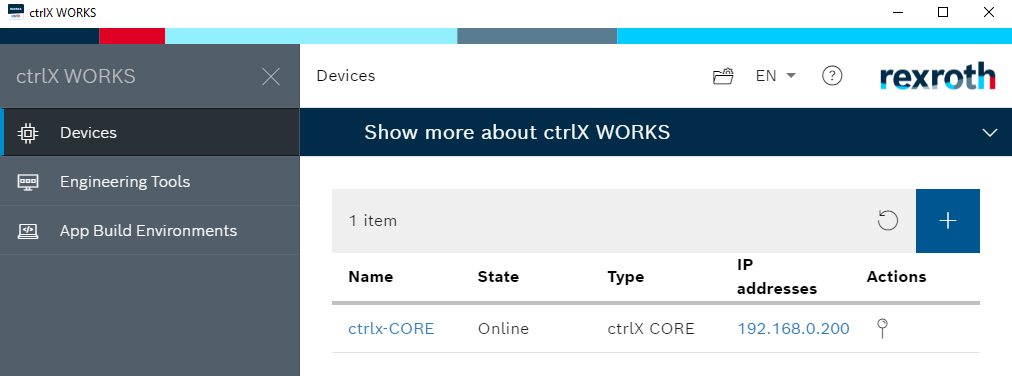 ctrlX WORKS
ctrlX WORKS
Devices
EN
rexroth
Devices
Engineering Tools
App Build Environments
Show more about ctrlX WORKS
1 item
Name State Type IP addresses Actions
ctrlx-CORE Online ctrlX CORE 192.168.0.200